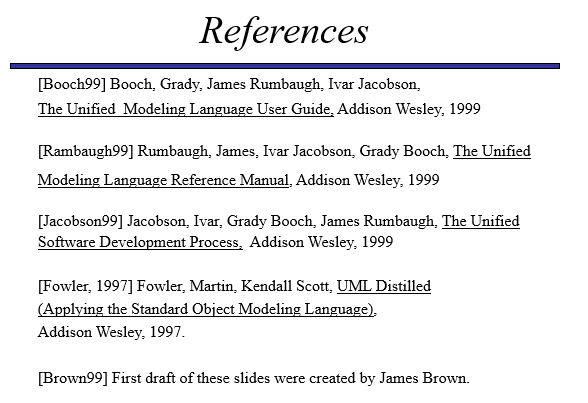 References
[Booch99] Booch, Grady, James Rumbaugh, Ivar Jacobson,
The Unified  Modeling Language User Guide, Addison Wesley, 1999
[Rambaugh99] Rumbaugh, James, Ivar Jacobson, Grady Booch, The Unified
Modeling Language Reference Manual, Addison Wesley, 1999
[Jacobson99] Jacobson, Ivar, Grady Booch, James Rumbaugh, The Unified
Software Development Process,  Addison Wesley, 1999
[Fowler, 1997] Fowler, Martin, Kendall Scott, UML Distilled
(Applying the Standard Object Modeling Language),
Addison Wesley, 1997.
[Brown99] First draft of these slides were created by James Brown.